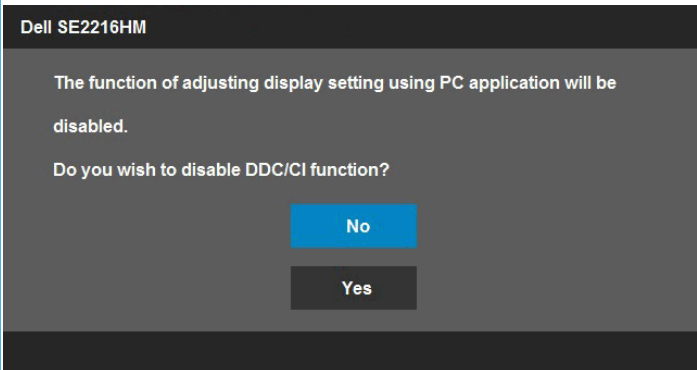 Dell SE2216HM
The function of adjusting display setting using PC application will be
disabled.
Do you wish to disable DDC/CI function?
No
Yes